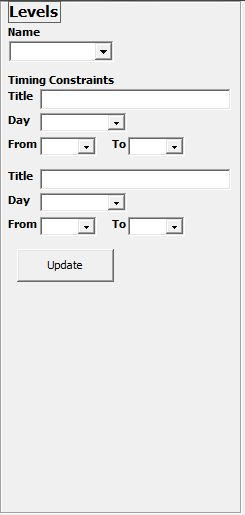 Levels
Name
Timing Constraints
Title
Day
From To
Title
Day
From To
Update